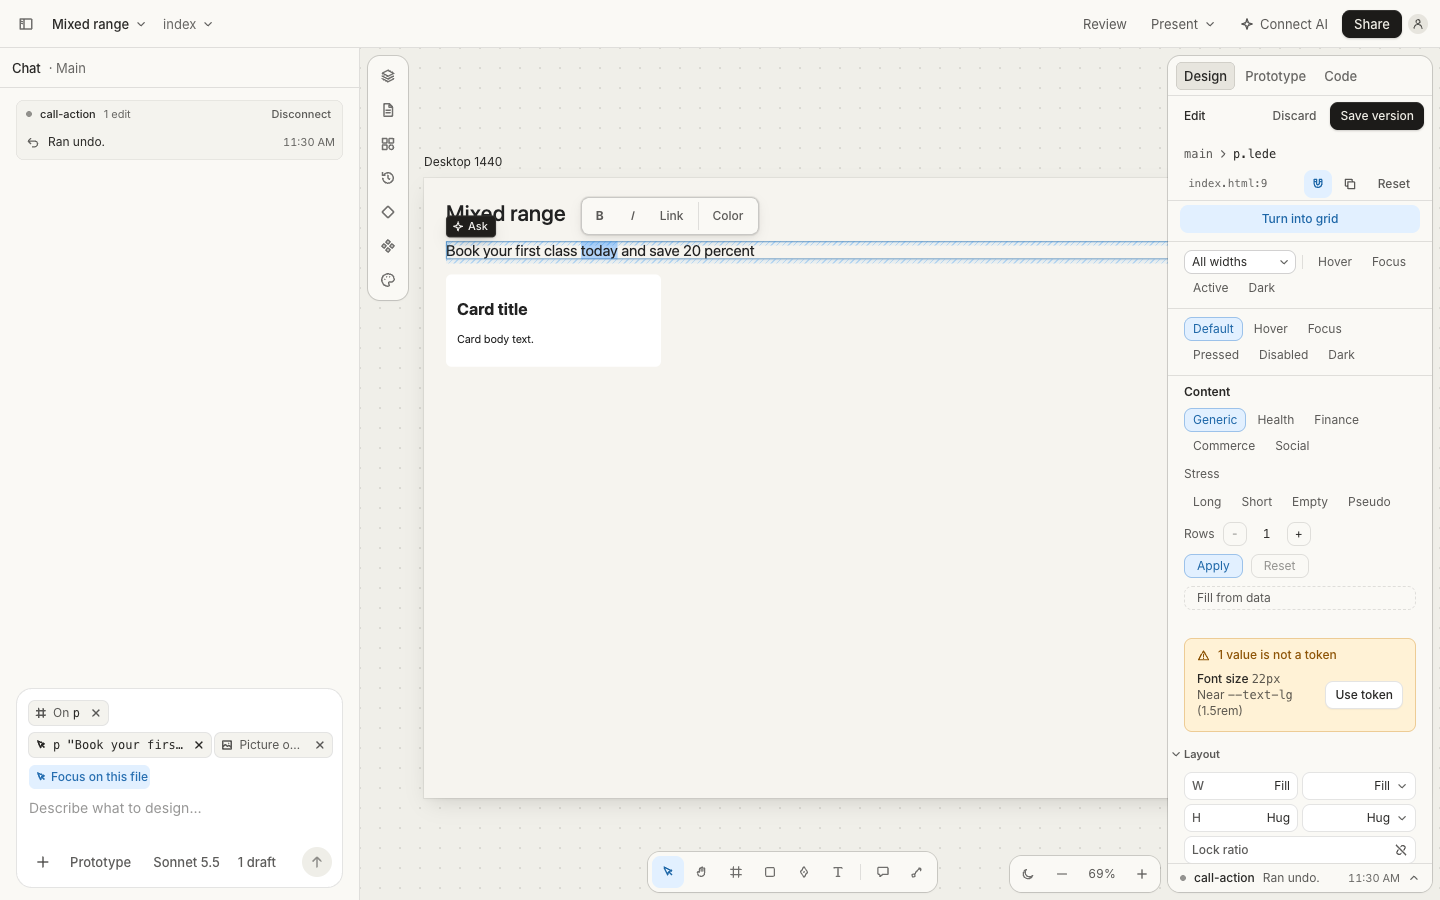 Mixed range
index
Review
Present
Connect AI
Share
Chat · Main
call-action 1 edit Disconnect
Ran undo. 11:30 AM
On p
p "Book your firs…
Picture o…
Focus on this file
Describe what to design...
Prototype
Sonnet 5.5
1 draft
Desktop 1440
Mixed range
Ask
B
I
Link
Color
Book your first class today and save 20 percent
Card title
Card body text.
69%
Design Prototype Code
Edit Discard Save version
main > p.lede
index.html:9 Reset
Turn into grid
All widths Hover Focus
Active Dark
Default Hover Focus
Pressed Disabled Dark
Content
Generic Health Finance
Commerce Social
Stress
Long Short Empty Pseudo
Rows - 1 +
Apply Reset
Fill from data
1 value is not a token
Font size 22px
Near --text-lg
(1.5rem)
Use token
Layout
W Fill Fill
H Hug Hug
Lock ratio
call-action Ran undo. 11:30 AM